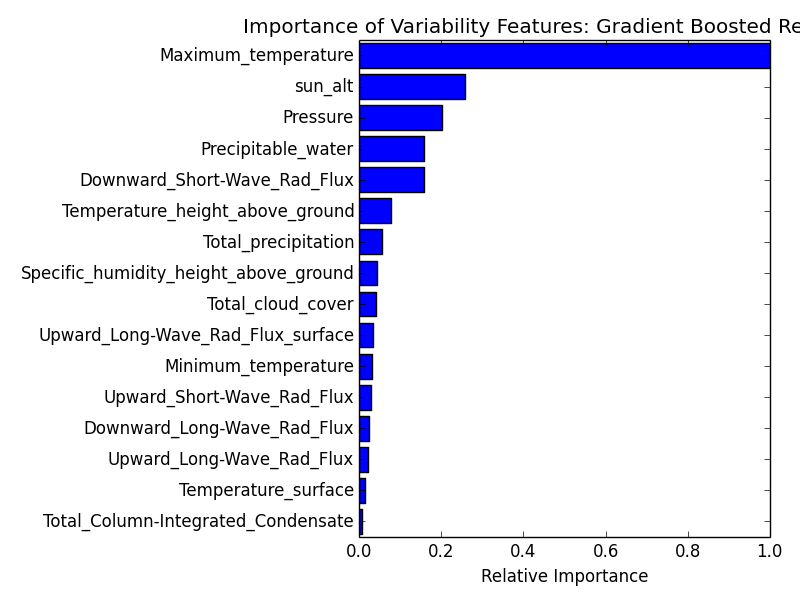 Importance of Variability Features: Gradient Boosted Re
Maximum_temperature
sun_alt
Pressure
Precipitable_water
Downward_Short-Wave_Rad_Flux
Temperature_height_above_ground
Total_precipitation
Specific_humidity_height_above_ground
Total_cloud_cover
Upward_Long-Wave_Rad_Flux_surface
Minimum_temperature
Upward_Short-Wave_Rad_Flux
Downward_Long-Wave_Rad_Flux
Upward_Long-Wave_Rad_Flux
Temperature_surface
Total_Column-Integrated_Condensate
0.0 0.2 0.4 0.6 0.8 1.0
Relative Importance